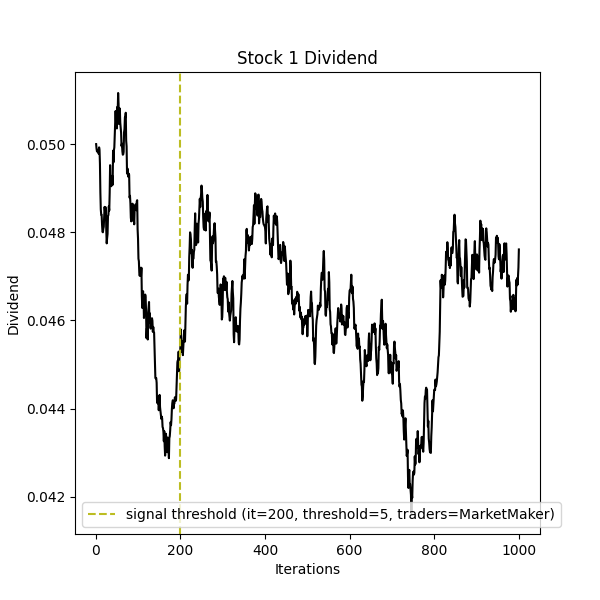 Stock 1 Dividend
Dividend
0.050
0.048
0.046
0.044
0.042
signal threshold (it=200, threshold=5, traders=MarketMaker)
0 200 400 600 800 1000
Iterations